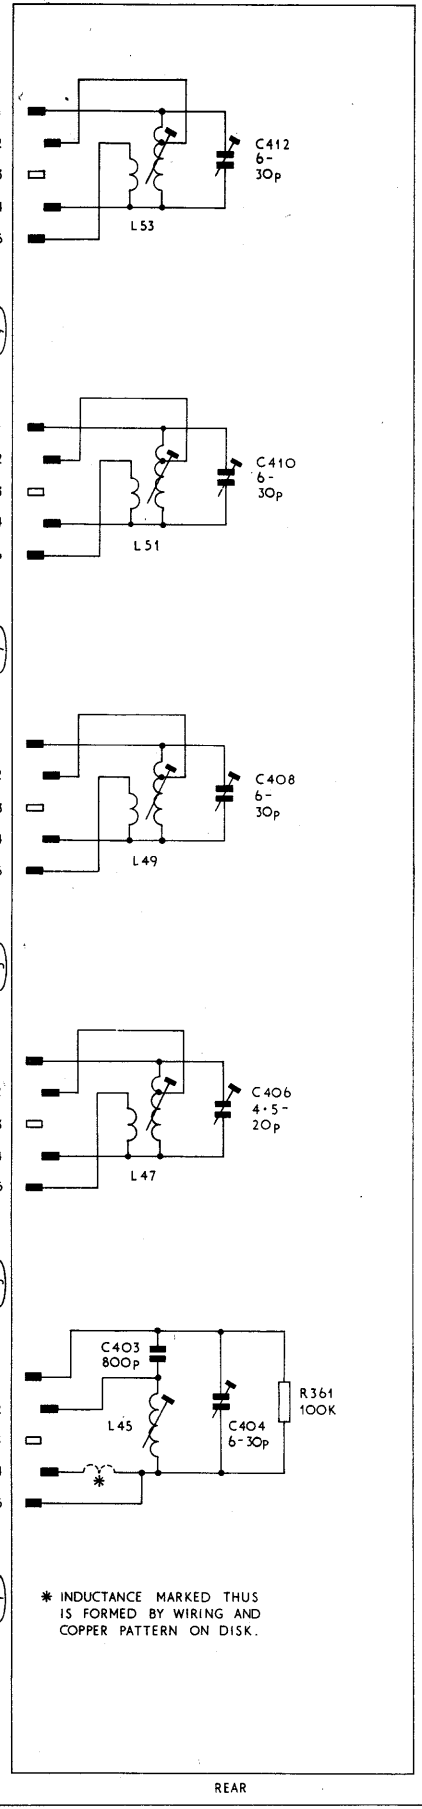 C412
6-
30p
L53
C410
6-
30p
L51
C408
6-
30p
L49
C406
4·5-
20p
L47
C403
800p
R361
100K
L45
C404
6-30p
*
* INDUCTANCE MARKED THUS
IS FORMED BY WIRING AND
COPPER PATTERN ON DISK.
REAR